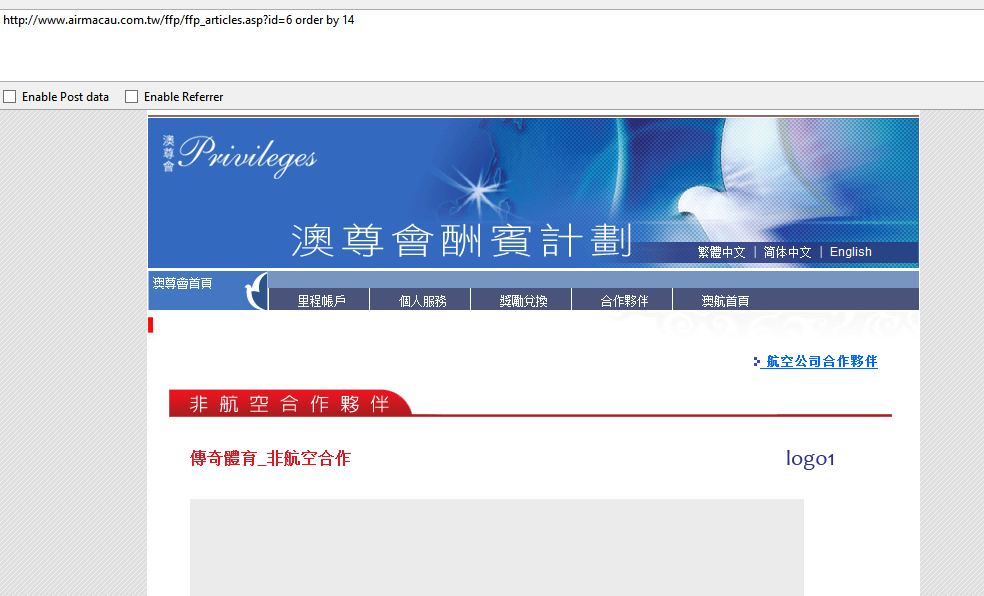 http://www.airmacau.com.tw/ffp/ffp_articles.asp?id=6 order by 14
Enable Post data Enable Referrer
澳尊會 Privileges
澳尊會酬賓計劃
繁體中文 | 简体中文 | English
澳尊會首頁
里程帳戶 個人服務 獎勵兌換 合作夥伴 澳航首頁
航空公司合作夥伴
非航空合作夥伴
傳奇體育_非航空合作 logo1